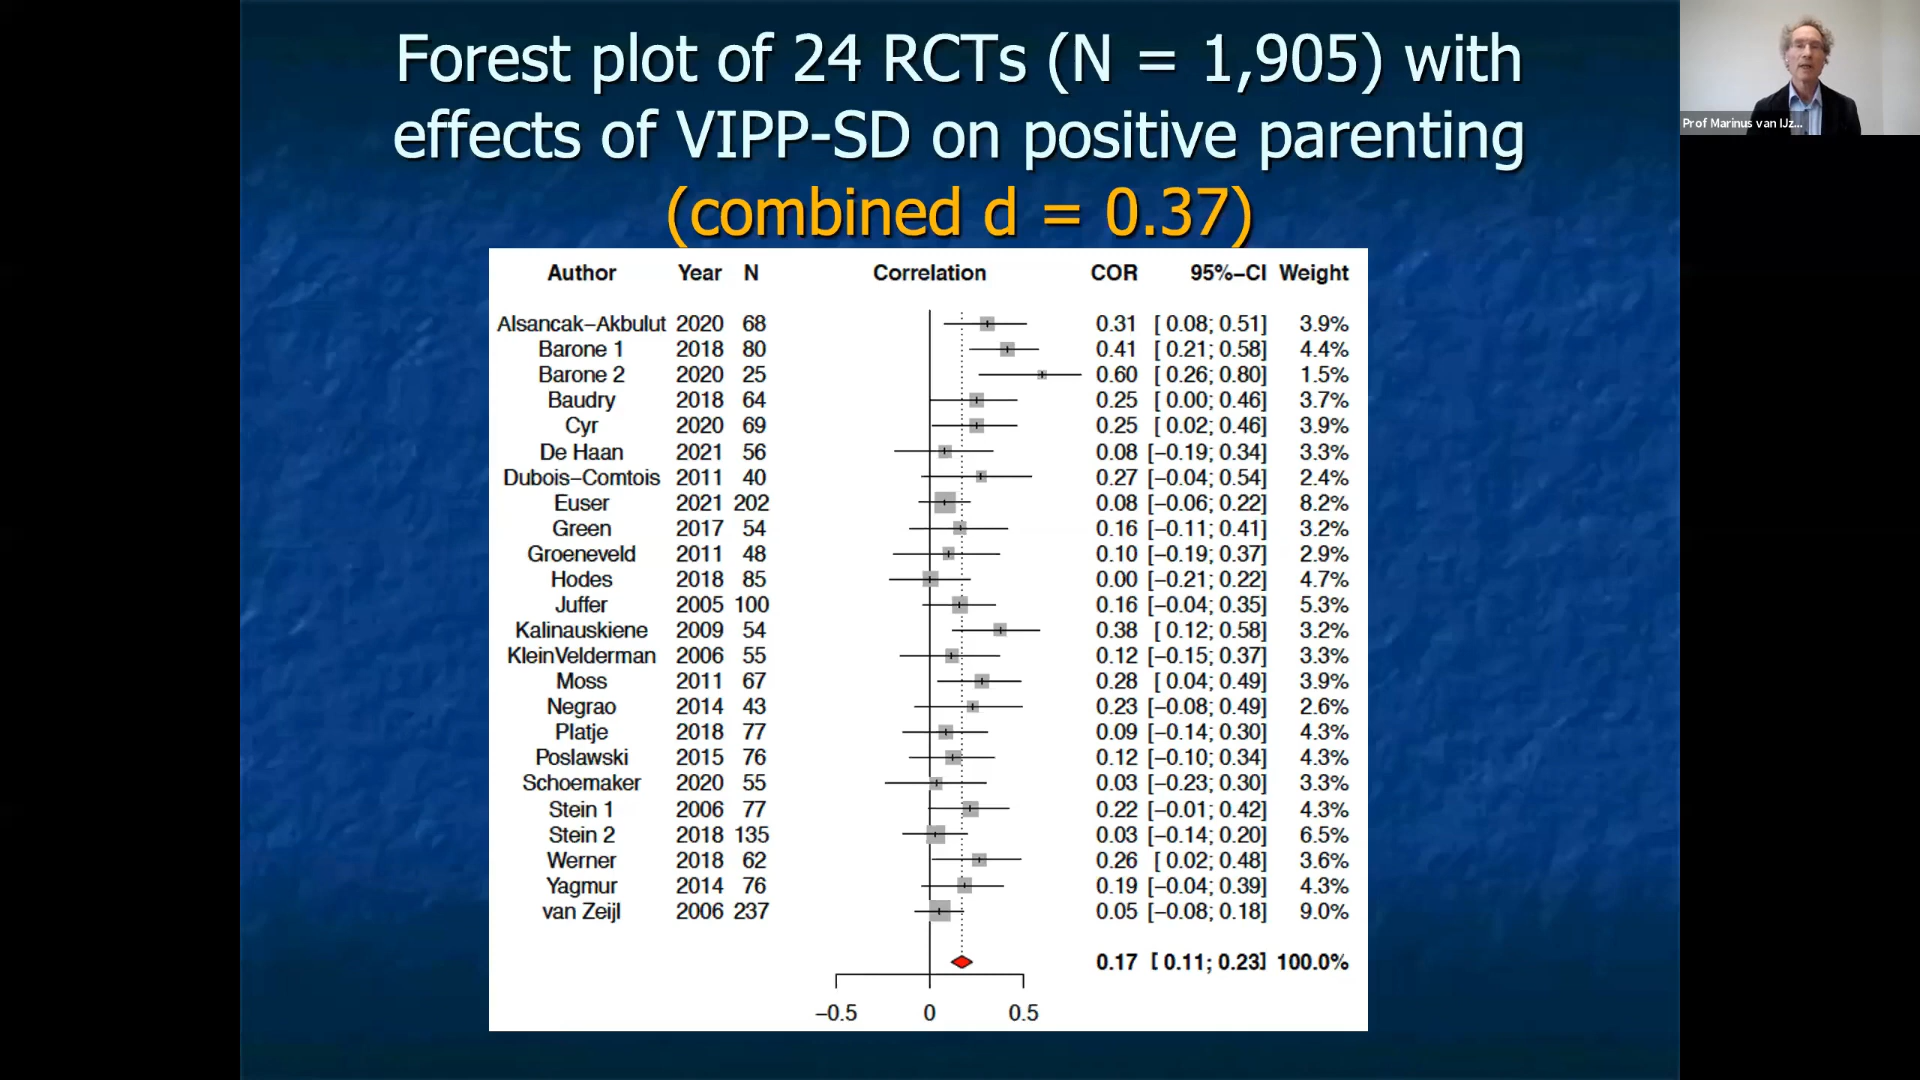 Forest plot of 24 RCTs (N = 1,905) with
effects of VIPP-SD on positive parenting
(combined d = 0.37)
Prof Marinus van IJz...
Author Year N Correlation COR 95%−CI Weight
Alsancak−Akbulut 2020 68 0.31 [ 0.08; 0.51] 3.9%
Barone 1 2018 80 0.41 [ 0.21; 0.58] 4.4%
Barone 2 2020 25 0.60 [ 0.26; 0.80] 1.5%
Baudry 2018 64 0.25 [ 0.00; 0.46] 3.7%
Cyr 2020 69 0.25 [ 0.02; 0.46] 3.9%
De Haan 2021 56 0.08 [−0.19; 0.34] 3.3%
Dubois−Comtois 2011 40 0.27 [−0.04; 0.54] 2.4%
Euser 2021 202 0.08 [−0.06; 0.22] 8.2%
Green 2017 54 0.16 [−0.11; 0.41] 3.2%
Groeneveld 2011 48 0.10 [−0.19; 0.37] 2.9%
Hodes 2018 85 0.00 [−0.21; 0.22] 4.7%
Juffer 2005 100 0.16 [−0.04; 0.35] 5.3%
Kalinauskiene 2009 54 0.38 [ 0.12; 0.58] 3.2%
KleinVelderman 2006 55 0.12 [−0.15; 0.37] 3.3%
Moss 2011 67 0.28 [ 0.04; 0.49] 3.9%
Negrao 2014 43 0.23 [−0.08; 0.49] 2.6%
Platje 2018 77 0.09 [−0.14; 0.30] 4.3%
Poslawski 2015 76 0.12 [−0.10; 0.34] 4.3%
Schoemaker 2020 55 0.03 [−0.23; 0.30] 3.3%
Stein 1 2006 77 0.22 [−0.01; 0.42] 4.3%
Stein 2 2018 135 0.03 [−0.14; 0.20] 6.5%
Werner 2018 62 0.26 [ 0.02; 0.48] 3.6%
Yagmur 2014 76 0.19 [−0.04; 0.39] 4.3%
van Zeijl 2006 237 0.05 [−0.08; 0.18] 9.0%
0.17 [ 0.11; 0.23] 100.0%
−0.5 0 0.5